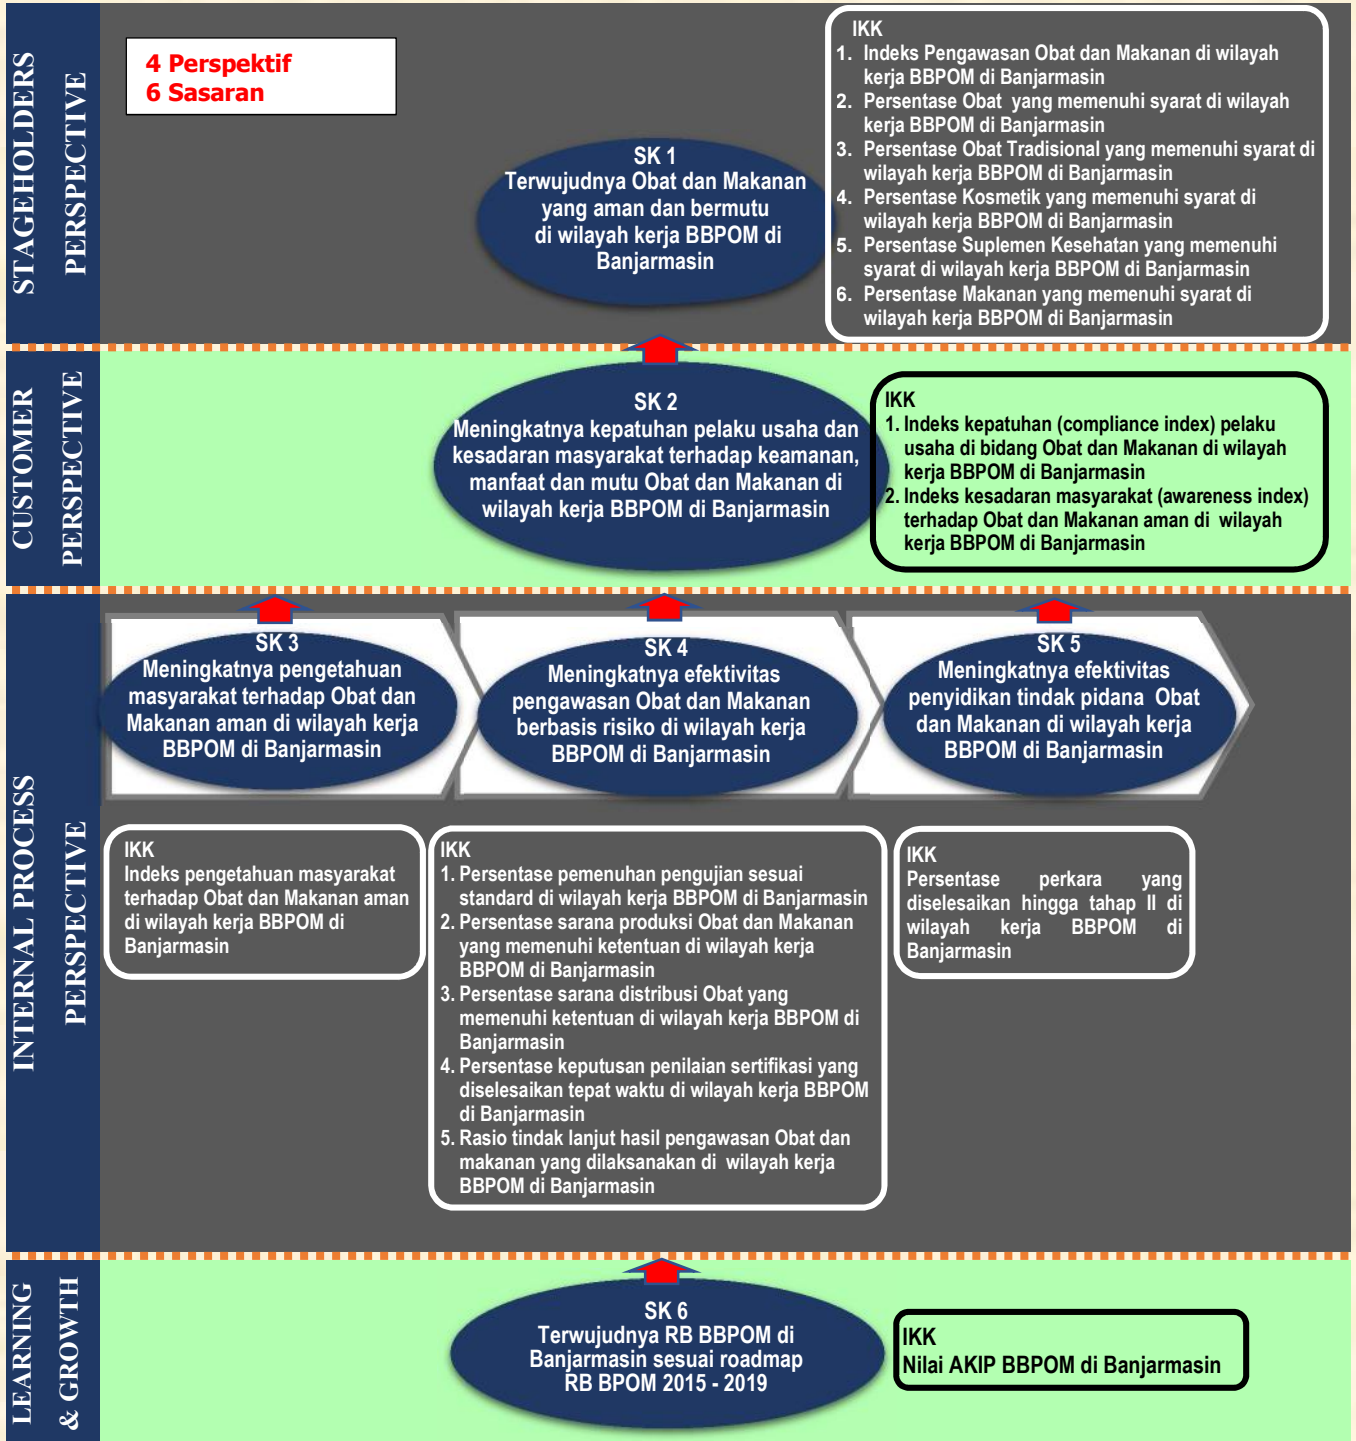 STAGEHOLDERS
PERSPECTIVE
4 Perspektif
6 Sasaran
SK 1
Terwujudnya Obat dan Makanan
yang aman dan bermutu
di wilayah kerja BBPOM di
Banjarmasin
IKK
1. Indeks Pengawasan Obat dan Makanan di wilayah
kerja BBPOM di Banjarmasin
2. Persentase Obat yang memenuhi syarat di wilayah
kerja BBPOM di Banjarmasin
3. Persentase Obat Tradisional yang memenuhi syarat di
wilayah kerja BBPOM di Banjarmasin
4. Persentase Kosmetik yang memenuhi syarat di
wilayah kerja BBPOM di Banjarmasin
5. Persentase Suplemen Kesehatan yang memenuhi
syarat di wilayah kerja BBPOM di Banjarmasin
6. Persentase Makanan yang memenuhi syarat di
wilayah kerja BBPOM di Banjarmasin
CUSTOMER
PERSPECTIVE
SK 2
Meningkatnya kepatuhan pelaku usaha dan
kesadaran masyarakat terhadap keamanan,
manfaat dan mutu Obat dan Makanan di
wilayah kerja BBPOM di Banjarmasin
IKK
1. Indeks kepatuhan (compliance index) pelaku
usaha di bidang Obat dan Makanan di wilayah
kerja BBPOM di Banjarmasin
2. Indeks kesadaran masyarakat (awareness index)
terhadap Obat dan Makanan aman di wilayah
kerja BBPOM di Banjarmasin
INTERNAL PROCESS
PERSPECTIVE
SK 3
Meningkatnya pengetahuan
masyarakat terhadap Obat dan
Makanan aman di wilayah kerja
BBPOM di Banjarmasin
SK 4
Meningkatnya efektivitas
pengawasan Obat dan Makanan
berbasis risiko di wilayah kerja
BBPOM di Banjarmasin
SK 5
Meningkatnya efektivitas
penyidikan tindak pidana Obat
dan Makanan di wilayah kerja
BBPOM di Banjarmasin
IKK
Indeks pengetahuan masyarakat
terhadap Obat dan Makanan aman
di wilayah kerja BBPOM di
Banjarmasin
IKK
1. Persentase pemenuhan pengujian sesuai
standard di wilayah kerja BBPOM di Banjarmasin
2. Persentase sarana produksi Obat dan Makanan
yang memenuhi ketentuan di wilayah kerja
BBPOM di Banjarmasin
3. Persentase sarana distribusi Obat yang
memenuhi ketentuan di wilayah kerja BBPOM di
Banjarmasin
4. Persentase keputusan penilaian sertifikasi yang
diselesaikan tepat waktu di wilayah kerja BBPOM
di Banjarmasin
5. Rasio tindak lanjut hasil pengawasan Obat dan
makanan yang dilaksanakan di wilayah kerja
BBPOM di Banjarmasin
IKK
Persentase perkara yang
diselesaikan hingga tahap II di
wilayah kerja BBPOM di
Banjarmasin
LEARNING
& GROWTH
SK 6
Terwujudnya RB BBPOM di
Banjarmasin sesuai roadmap
RB BPOM 2015 - 2019
IKK
Nilai AKIP BBPOM di Banjarmasin